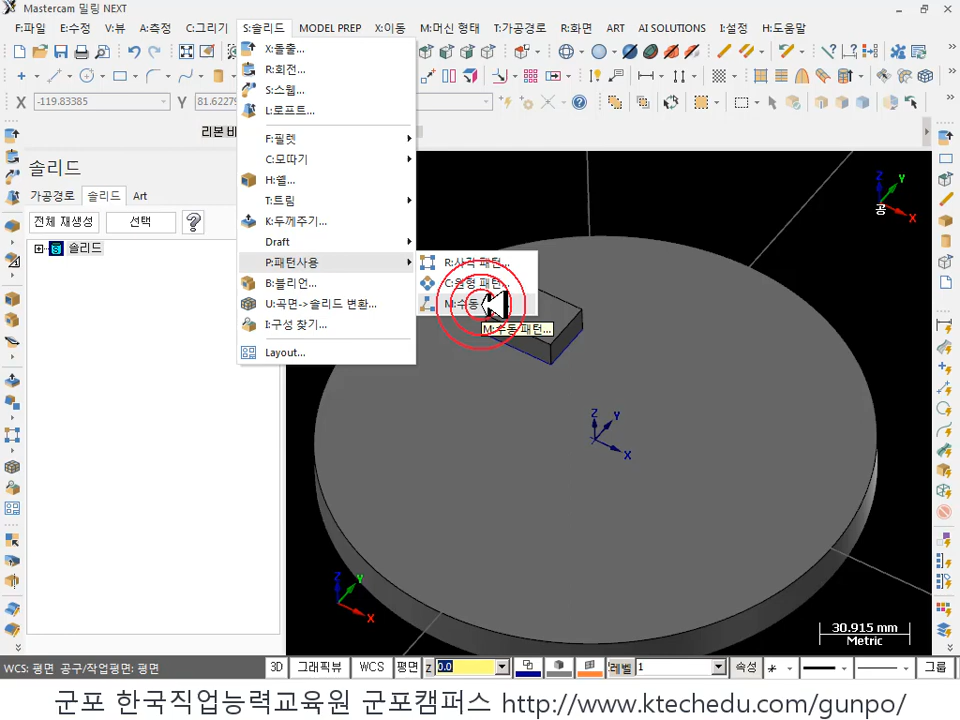 Mastercam 밀링 NEXT
F:파일 E:수정 V:뷰 A:측정 C:그리기 S:솔리드 MODEL PREP X:이동 M:머신 형태 T:가공경로 R:화면 ART AI SOLUTIONS I:설정 H:도움말
X:돌출...
R:회전...
S:스윕...
L:로프트...
X -119.83385 Y 81.6227
리본 바
F:필렛
C:모따기
H:쉘...
T:트림
K:두께주기...
Draft
P:패턴사용
B:불리언...
U:곡면->솔리드 변환...
I:구성 찾기...
Layout...
R:사각 패턴...
C:원형 패턴...
M:수동
M:수동 패턴...
솔리드
가공경로 솔리드 Art
전체 재생성 선택
솔리드
Z Y X
공
Z Y X
Z Y X
30.915 mm
Metric
WCS: 평면 공구/작업평면: 평면 3D 그래픽뷰 WCS 평면 Z 0.0 레벨 1 속성 그룹
군포 한국직업능력교육원 군포캠퍼스 http://www.ktechedu.com/gunpo/